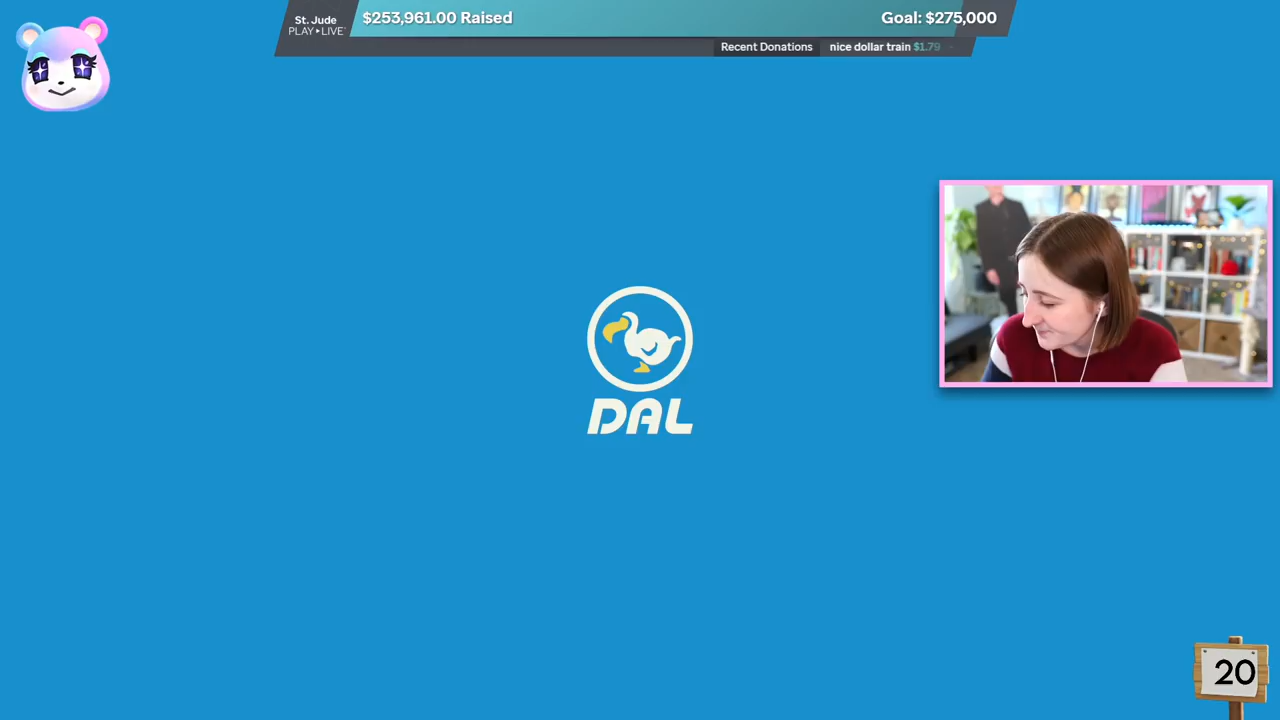 St. Jude
PLAY LIVE
$253,961.00 Raised
Goal: $275,000
Recent Donations
nice dollar train $1.79
DAL
20